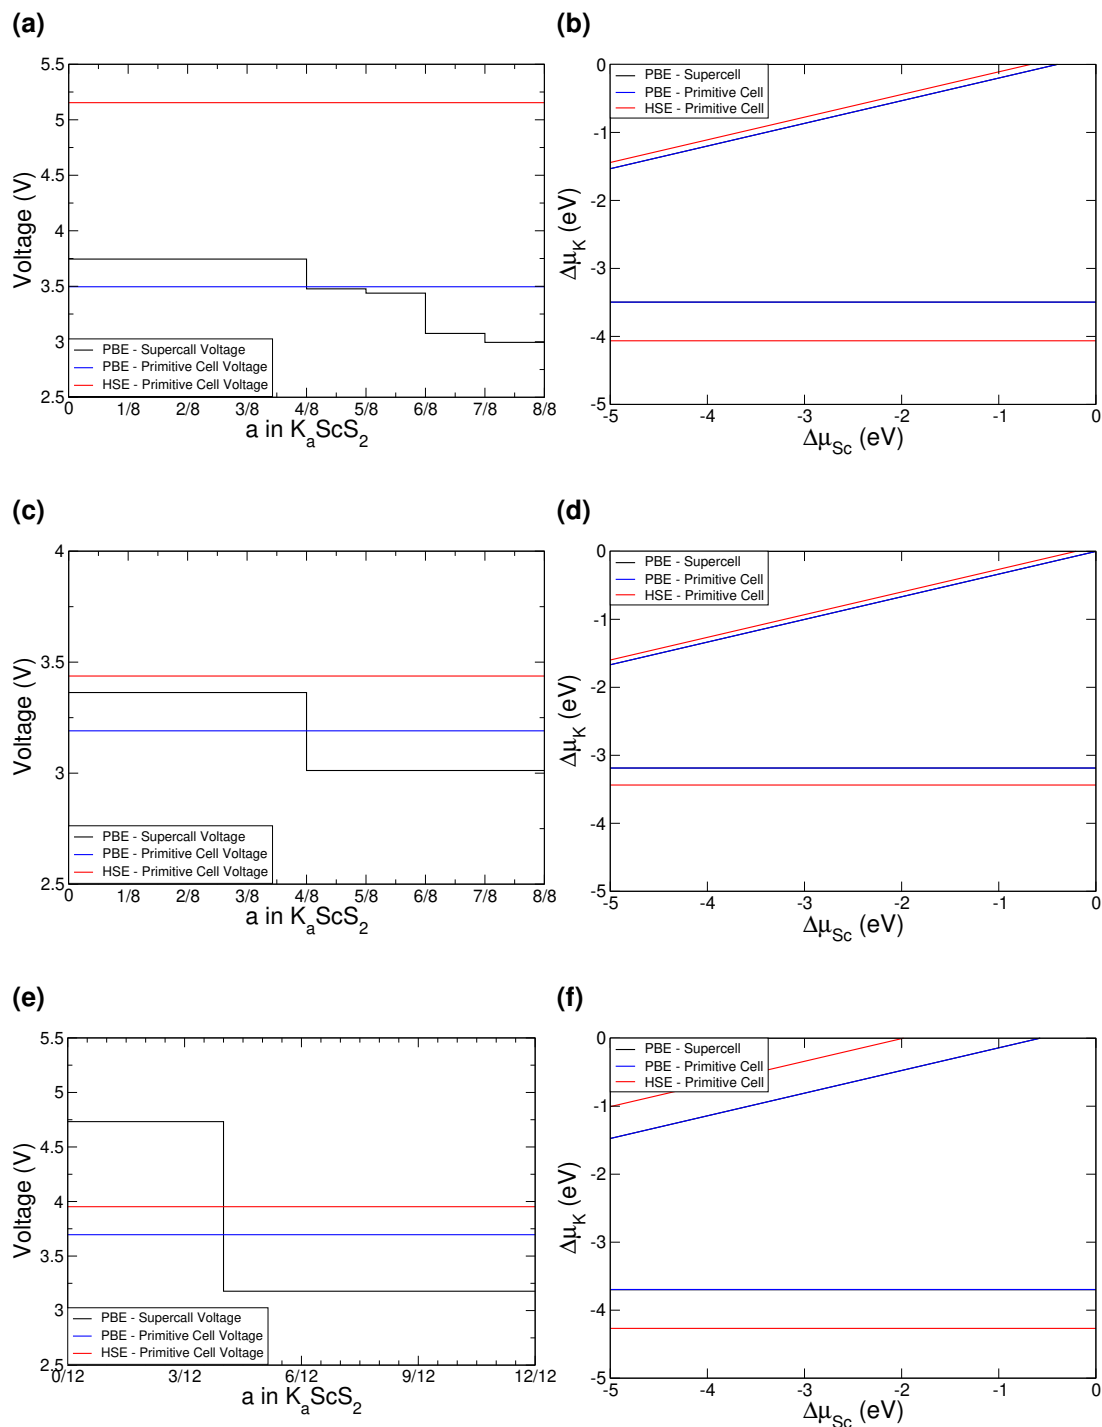 (a)
5.5
5
4.5
4
3.5
3
2.5
Voltage (V)
PBE - Supercall Voltage
PBE - Primitive Cell Voltage
HSE - Primitive Cell Voltage
0 1/8 2/8 3/8 4/8 5/8 6/8 7/8 8/8
a in KaScS2
(b)
0
-1
-2
-3
-4
-5
ΔμK (eV)
PBE - Supercell
PBE - Primitive Cell
HSE - Primitive Cell
-5 -4 -3 -2 -1 0
ΔμSc (eV)
(c)
4
3.5
3
2.5
Voltage (V)
PBE - Supercall Voltage
PBE - Primitive Cell Voltage
HSE - Primitive Cell Voltage
0 1/8 2/8 3/8 4/8 5/8 6/8 7/8 8/8
a in KaScS2
(d)
0
-1
-2
-3
-4
-5
ΔμK (eV)
PBE - Supercell
PBE - Primitive Cell
HSE - Primitive Cell
-5 -4 -3 -2 -1 0
ΔμSc (eV)
(e)
5.5
5
4.5
4
3.5
3
2.5
Voltage (V)
PBE - Supercall Voltage
PBE - Primitive Cell Voltage
HSE - Primitive Cell Voltage
0/12 3/12 6/12 9/12 12/12
a in KaScS2
(f)
0
-1
-2
-3
-4
-5
ΔμK (eV)
PBE - Supercell
PBE - Primitive Cell
HSE - Primitive Cell
-5 -4 -3 -2 -1 0
ΔμSc (eV)